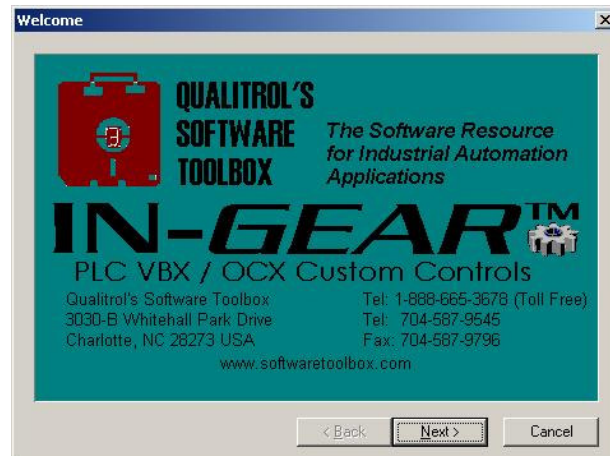 Welcome
QUALITROL'S
SOFTWARE
TOOLBOX
The Software Resource
for Industrial Automation
Applications
IN-GEAR™
PLC VBX / OCX Custom Controls
Qualitrol's Software Toolbox
Tel: 1-888-665-3678 (Toll Free)
3030-B Whitehall Park Drive
Tel: 704-587-9545
Charlotte, NC 28273 USA
Fax: 704-587-9796
www.softwaretoolbox.com
< Back
Next >
Cancel